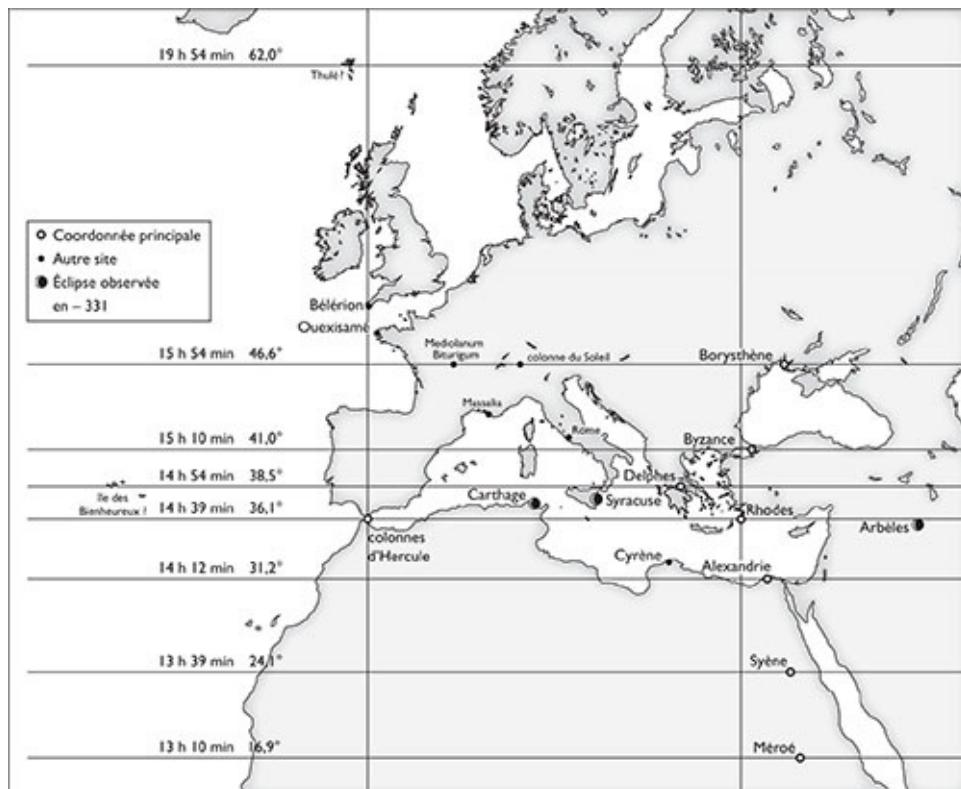 19 h 54 min 62,0°
Thulé ?
Coordonnée principale
Autre site
Éclipse observée
en – 331
Bélérion
Ouexisamé
Mediolanum
Biturigum
colonne du Soleil
15 h 54 min 46,6°
Borysthène
Massalia
Rome
15 h 10 min 41,0°
Byzance
14 h 54 min 38,5°
Delphes
île des
Bienheureux ?
Carthage
Syracuse
14 h 39 min 36,1°
Rhodes
Arbèles
colonnes
d'Hercule
Cyrène
Alexandrie
14 h 12 min 31,2°
13 h 39 min 24,1°
Syène
13 h 10 min 16,9°
Méroé